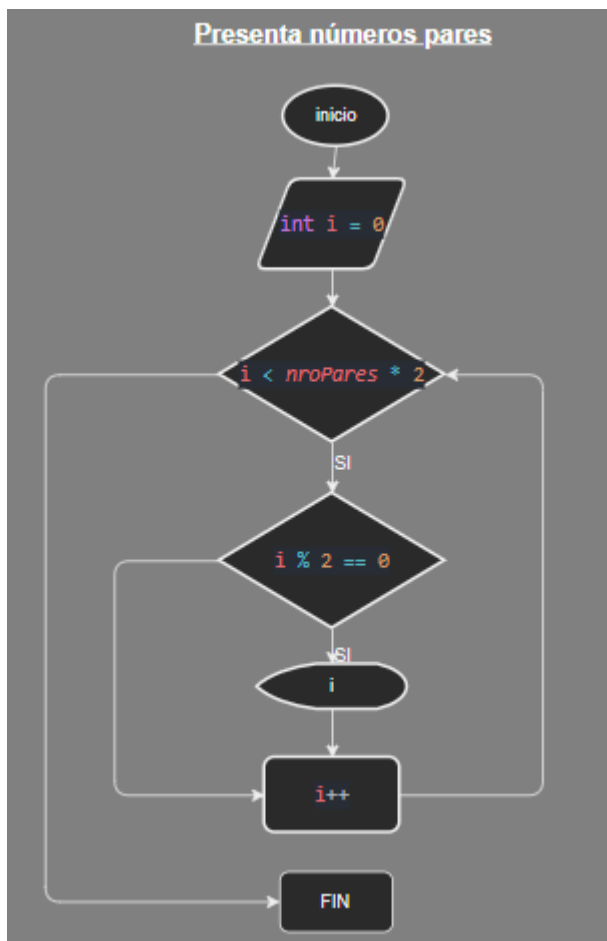 Presenta números pares
inicio
int i = 0
i < nroPares * 2
SI
i % 2 == 0
SI
i
i++
FIN